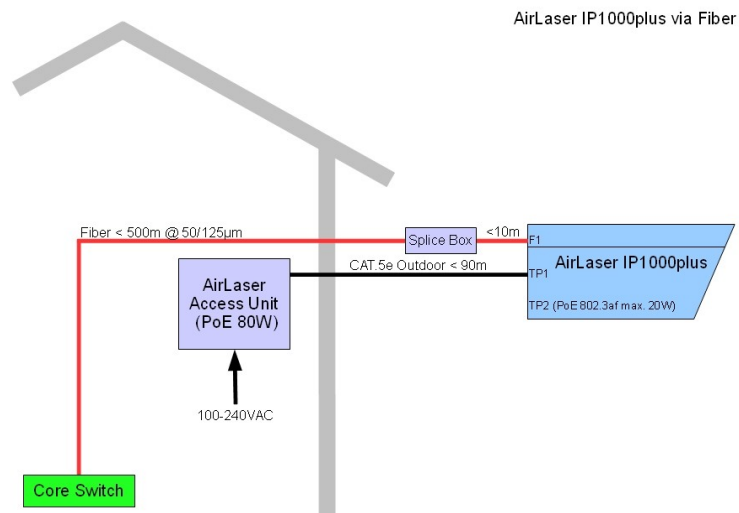 AirLaser IP1000plus via Fiber
Fiber < 500m @ 50/125µm
Splice Box
<10m
F1
CAT.5e Outdoor < 90m
TP1
AirLaser IP1000plus
AirLaser
Access Unit
(PoE 80W)
TP2 (PoE 802.3af max. 20W)
100-240VAC
Core Switch